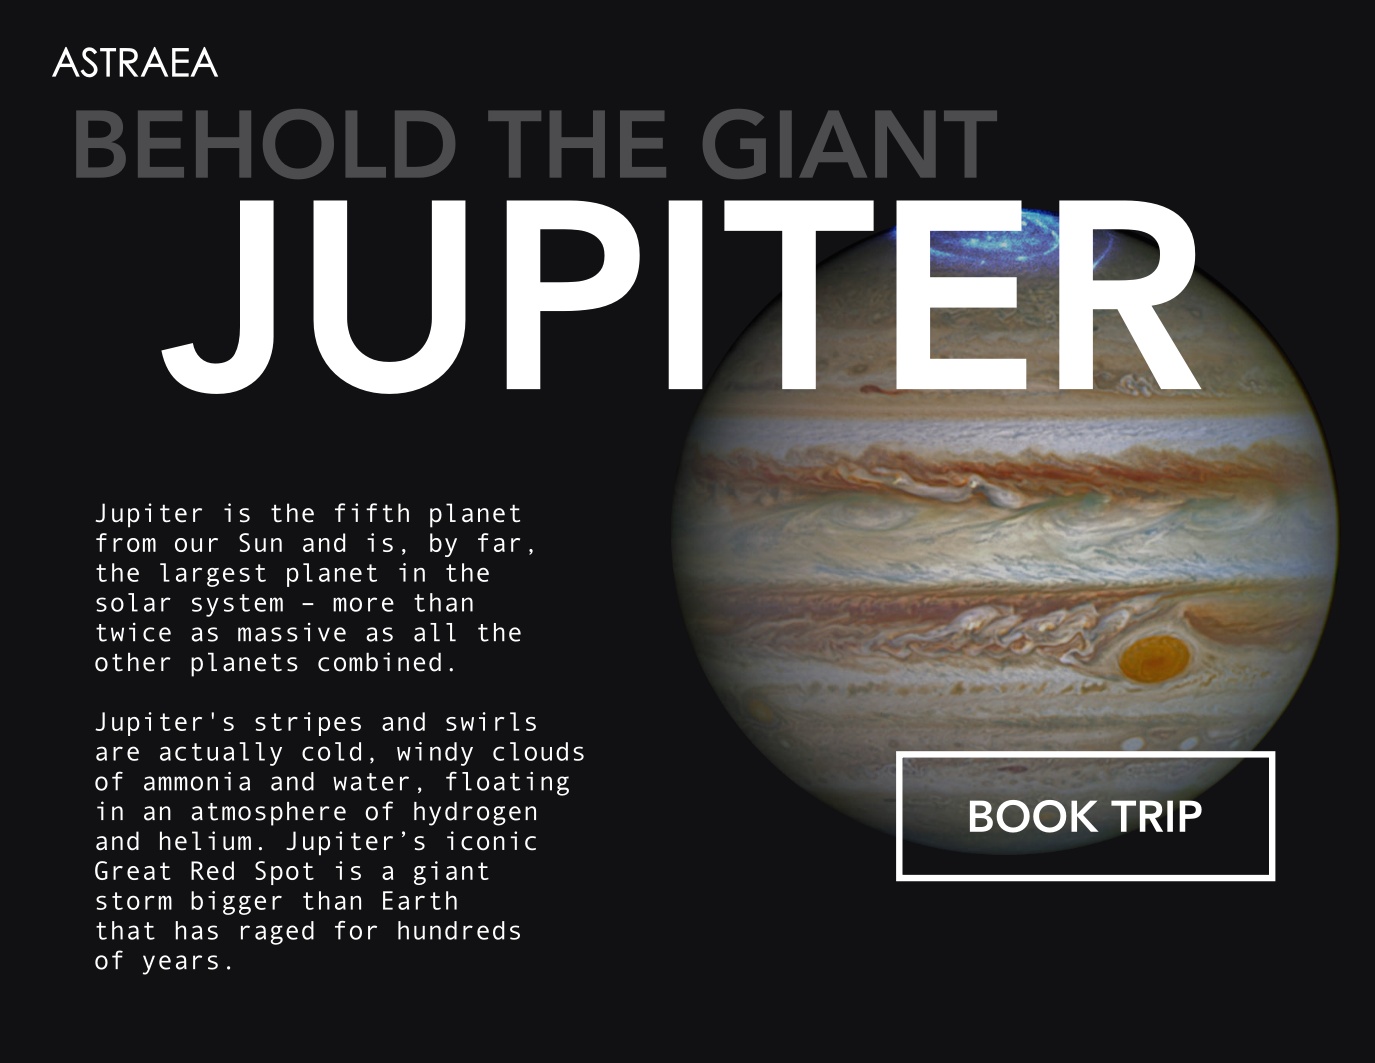 ASTRAEA
BEHOLD THE GIANT
JUPITER
Jupiter is the fifth planet
from our Sun and is, by far,
the largest planet in the
solar system – more than
twice as massive as all the
other planets combined.
Jupiter's stripes and swirls
are actually cold, windy clouds
of ammonia and water, floating
in an atmosphere of hydrogen
and helium. Jupiter’s iconic
Great Red Spot is a giant
storm bigger than Earth
that has raged for hundreds
of years.
BOOK TRIP